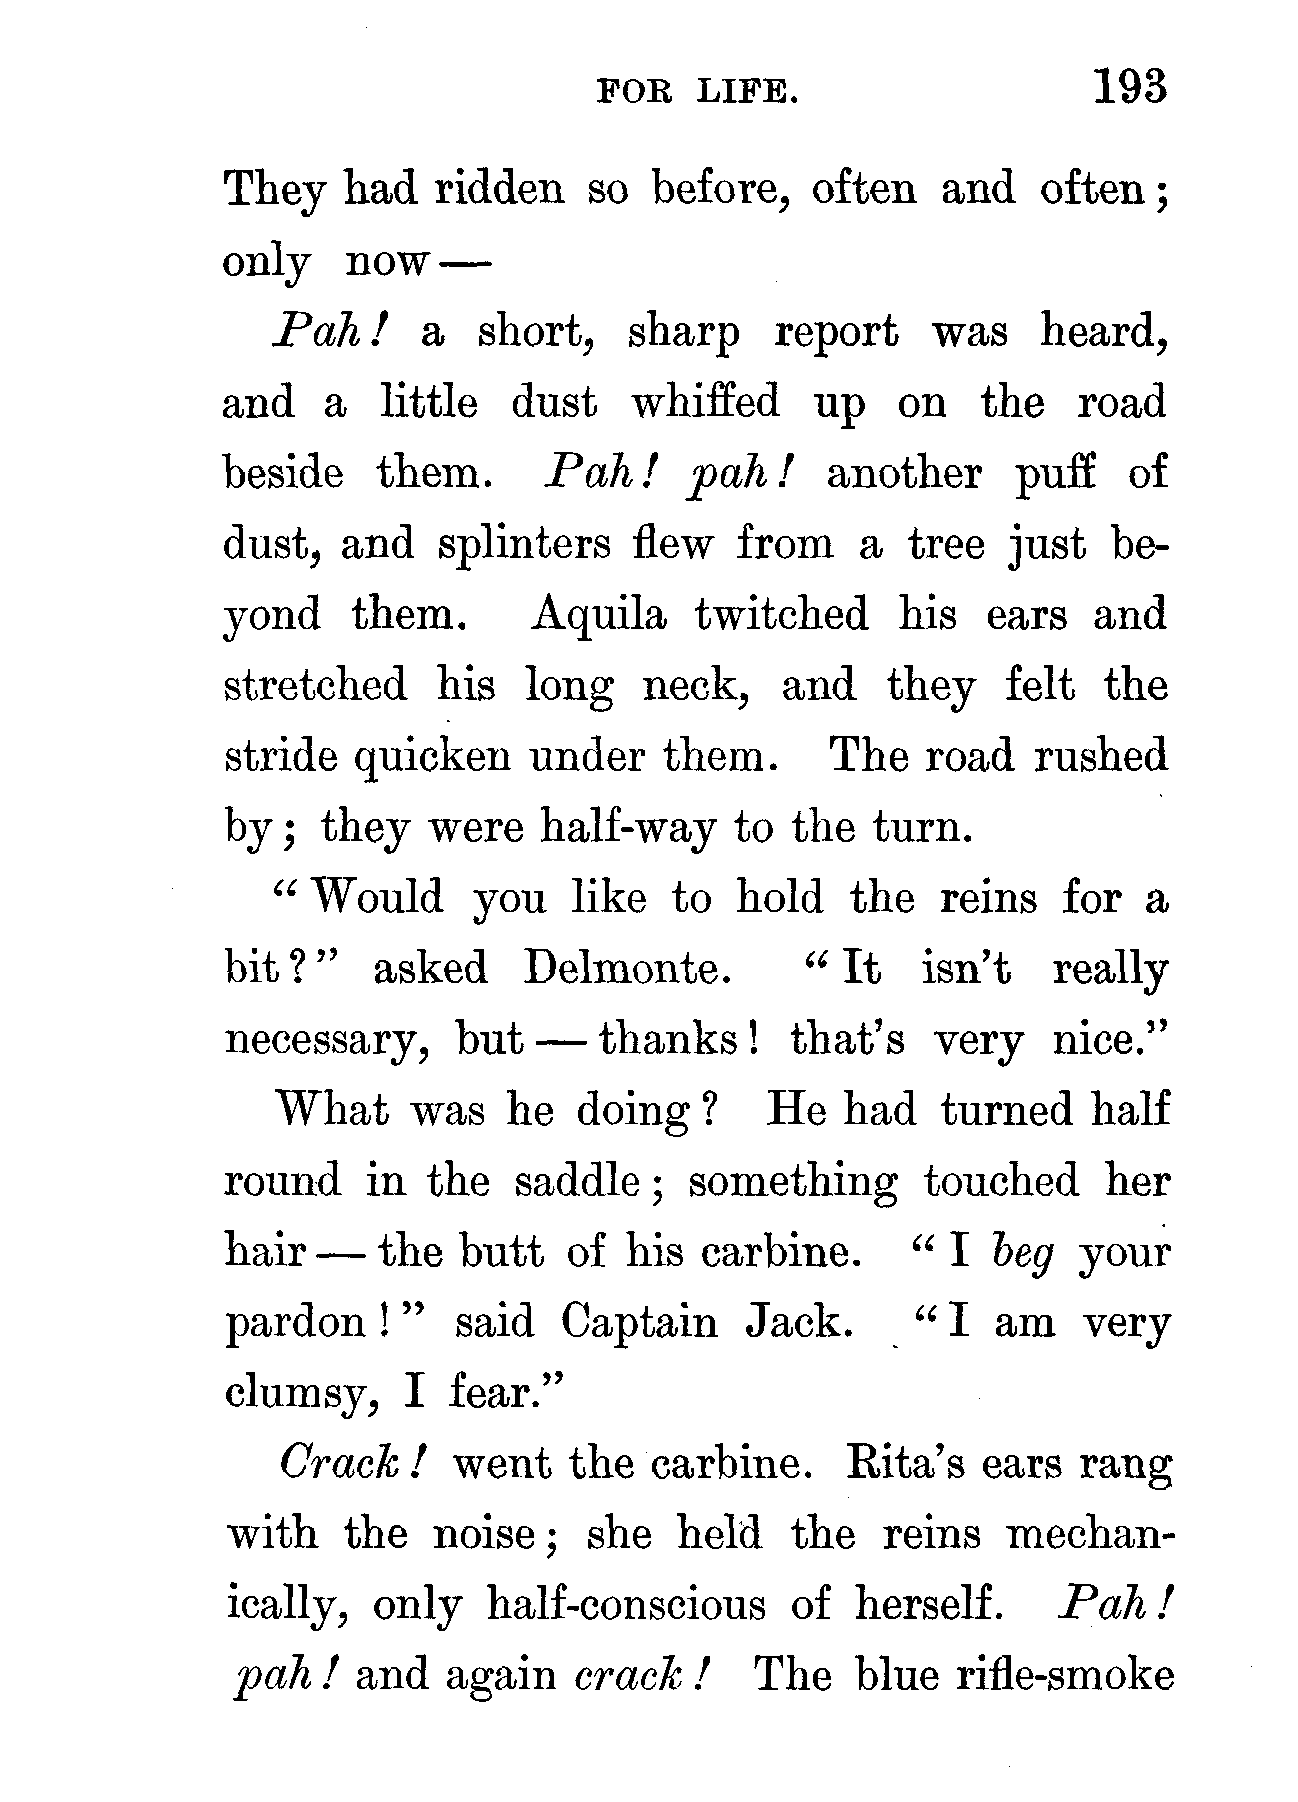 FOR LIFE. 193
They had ridden so before, often and often;
only now—
Pah! a short, sharp report was heard,
and a little dust whiffed up on the road
beside them. Pah! pah! another puff of
dust, and splinters flew from a tree just be-
yond them. Aquila twitched his ears and
stretched his long neck, and they felt the
stride quicken under them. The road rushed
by; they were half-way to the turn.
"Would you like to hold the reins for a
bit?" asked Delmonte. "It isn't really
necessary, but—thanks! that's very nice."
What was he doing? He had turned half
round in the saddle; something touched her
hair—the butt of his carbine. "I beg your
pardon!" said Captain Jack. "I am very
clumsy, I fear."
Crack! went the carbine. Rita's ears rang
with the noise; she held the reins mechan-
ically, only half-conscious of herself. Pah!
pah! and again crack! The blue rifle-smoke